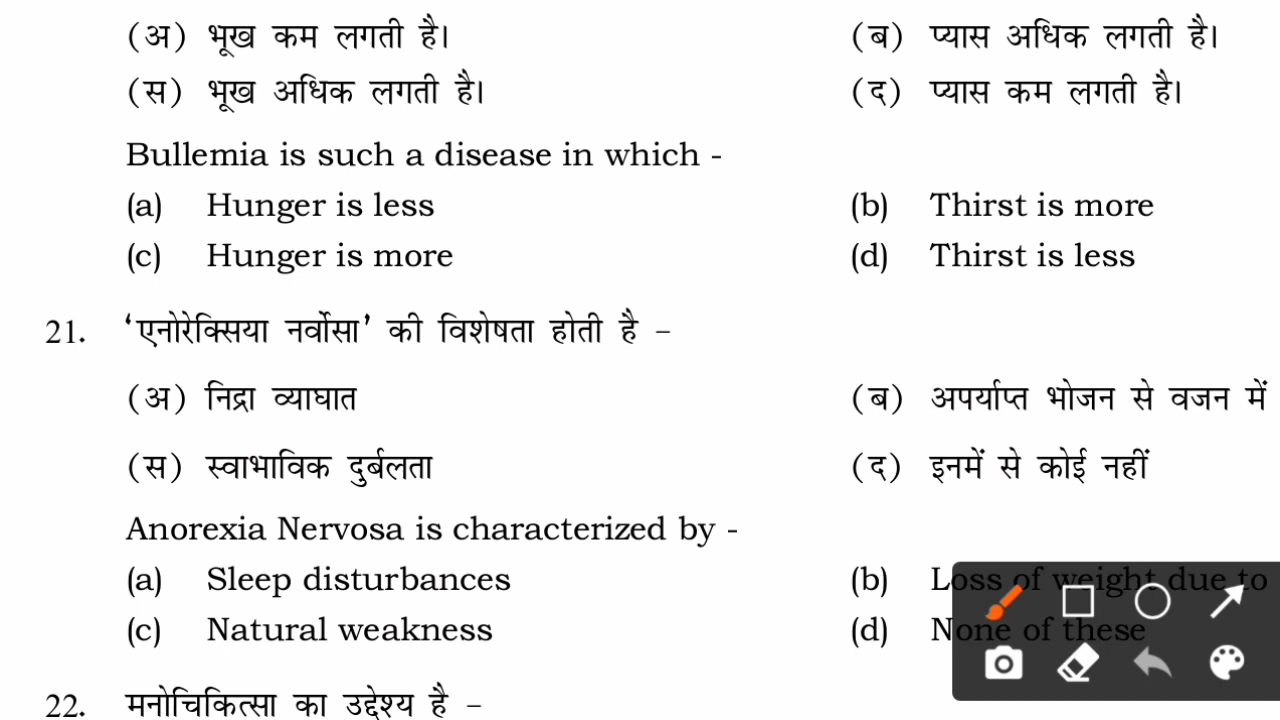 (अ) भूख कम लगती है। (ब) प्यास अधिक लगती है।
(स) भूख अधिक लगती है। (द) प्यास कम लगती है।
Bullemia is such a disease in which -
(a) Hunger is less (b) Thirst is more
(c) Hunger is more (d) Thirst is less
21. ‘एनोरेक्सिया नर्वोसा’ की विशेषता होती है –
(अ) निद्रा व्याघात (ब) अपर्याप्त भोजन से वजन में
(स) स्वाभाविक दुर्बलता (द) इनमें से कोई नहीं
Anorexia Nervosa is characterized by -
(a) Sleep disturbances (b) Loss of weight due to
(c) Natural weakness (d) None of these
22. मनोचिकित्सा का उद्देश्य है –